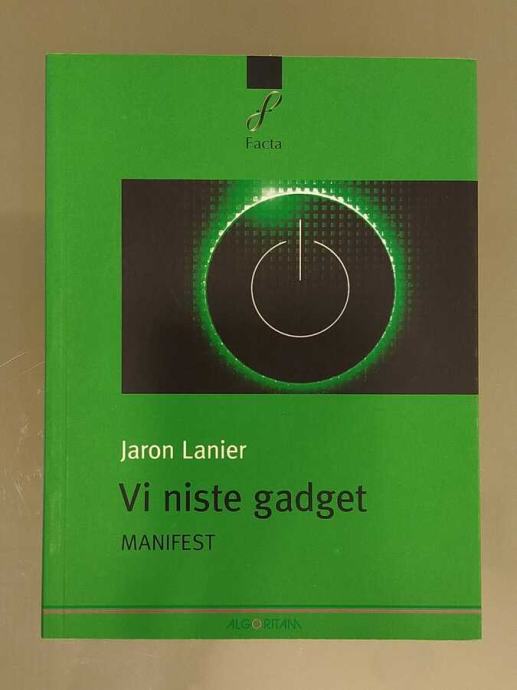 Facta
Jaron Lanier
Vi niste gadget
MANIFEST
ALGORITAM